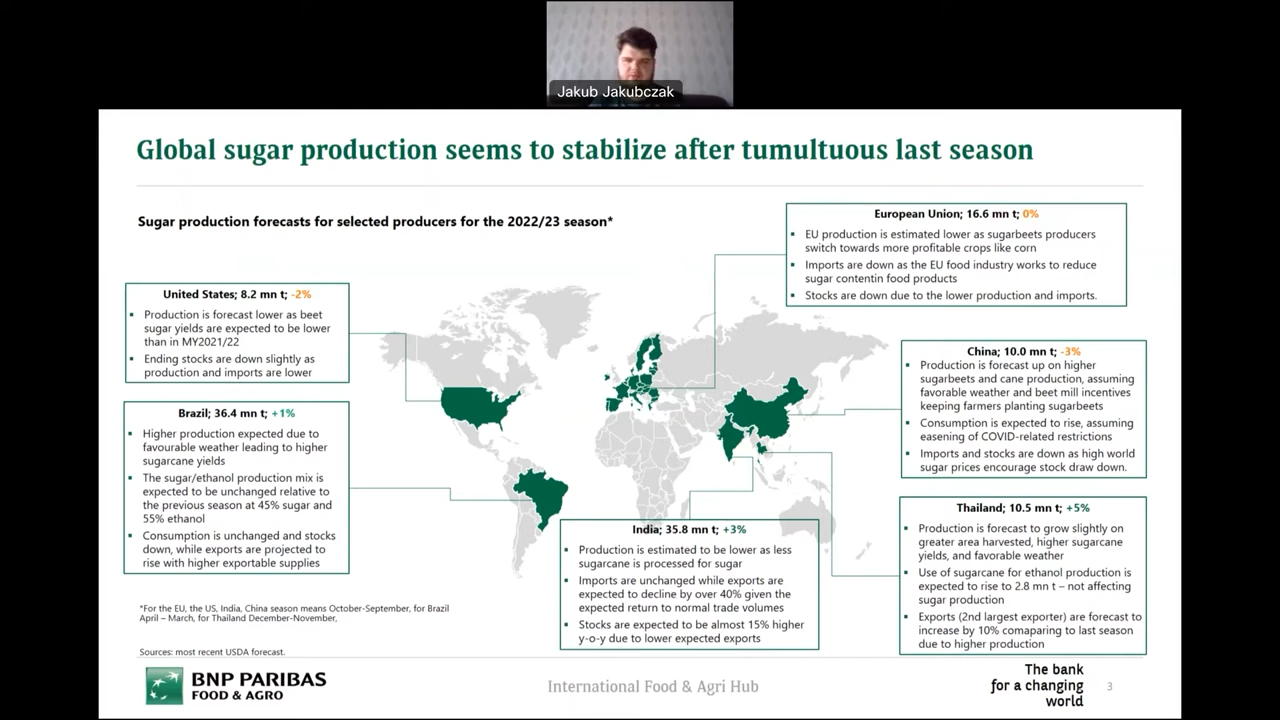 Jakub Jakubczak
Global sugar production seems to stabilize after tumultuous last season
Sugar production forecasts for selected producers for the 2022/23 season*
European Union; 16.6 mn t; 0%
▪ EU production is estimated lower as sugarbeets producers
switch towards more profitable crops like corn
▪ Imports are down as the EU food industry works to reduce
sugar contentin food products
▪ Stocks are down due to the lower production and imports.
United States; 8.2 mn t; -2%
▪ Production is forecast lower as beet
sugar yields are expected to be lower
than in MY2021/22
▪ Ending stocks are down slightly as
production and imports are lower
China; 10.0 mn t; -3%
▪ Production is forecast up on higher
sugarbeets and cane production, assuming
favorable weather and beet mill incentives
keeping farmers planting sugarbeets
▪ Consumption is expected to rise, assuming
easening of COVID-related restrictions
▪ Imports and stocks are down as high world
sugar prices encourage stock draw down.
Brazil; 36.4 mn t; +1%
▪ Higher production expected due to
favourable weather leading to higher
sugarcane yields
▪ The sugar/ethanol production mix is
expected to be unchanged relative to
the previous season at 45% sugar and
55% ethanol
▪ Consumption is unchanged and stocks
down, while exports are projected to
rise with higher exportable supplies
Thailand; 10.5 mn t; +5%
▪ Production is forecast to grow slightly on
greater area harvested, higher sugarcane
yields, and favorable weather
▪ Use of sugarcane for ethanol production is
expected to rise to 2.8 mn t – not affecting
sugar production
▪ Exports (2nd largest exporter) are forecast to
increase by 10% comaparing to last season
due to higher production
India; 35.8 mn t; +3%
▪ Production is estimated to be lower as less
sugarcane is processed for sugar
▪ Imports are unchanged while exports are
expected to decline by over 40% given the
expected return to normal trade volumes
▪ Stocks are expected to be almost 15% higher
y-o-y due to lower expected exports
*For the EU, the US, India, China season means October-September, for Brazil
April – March, for Thailand December-November,
Sources: most recent USDA forecast.
BNP PARIBAS
FOOD & AGRO
International Food & Agri Hub
The bank
for a changing
world
3